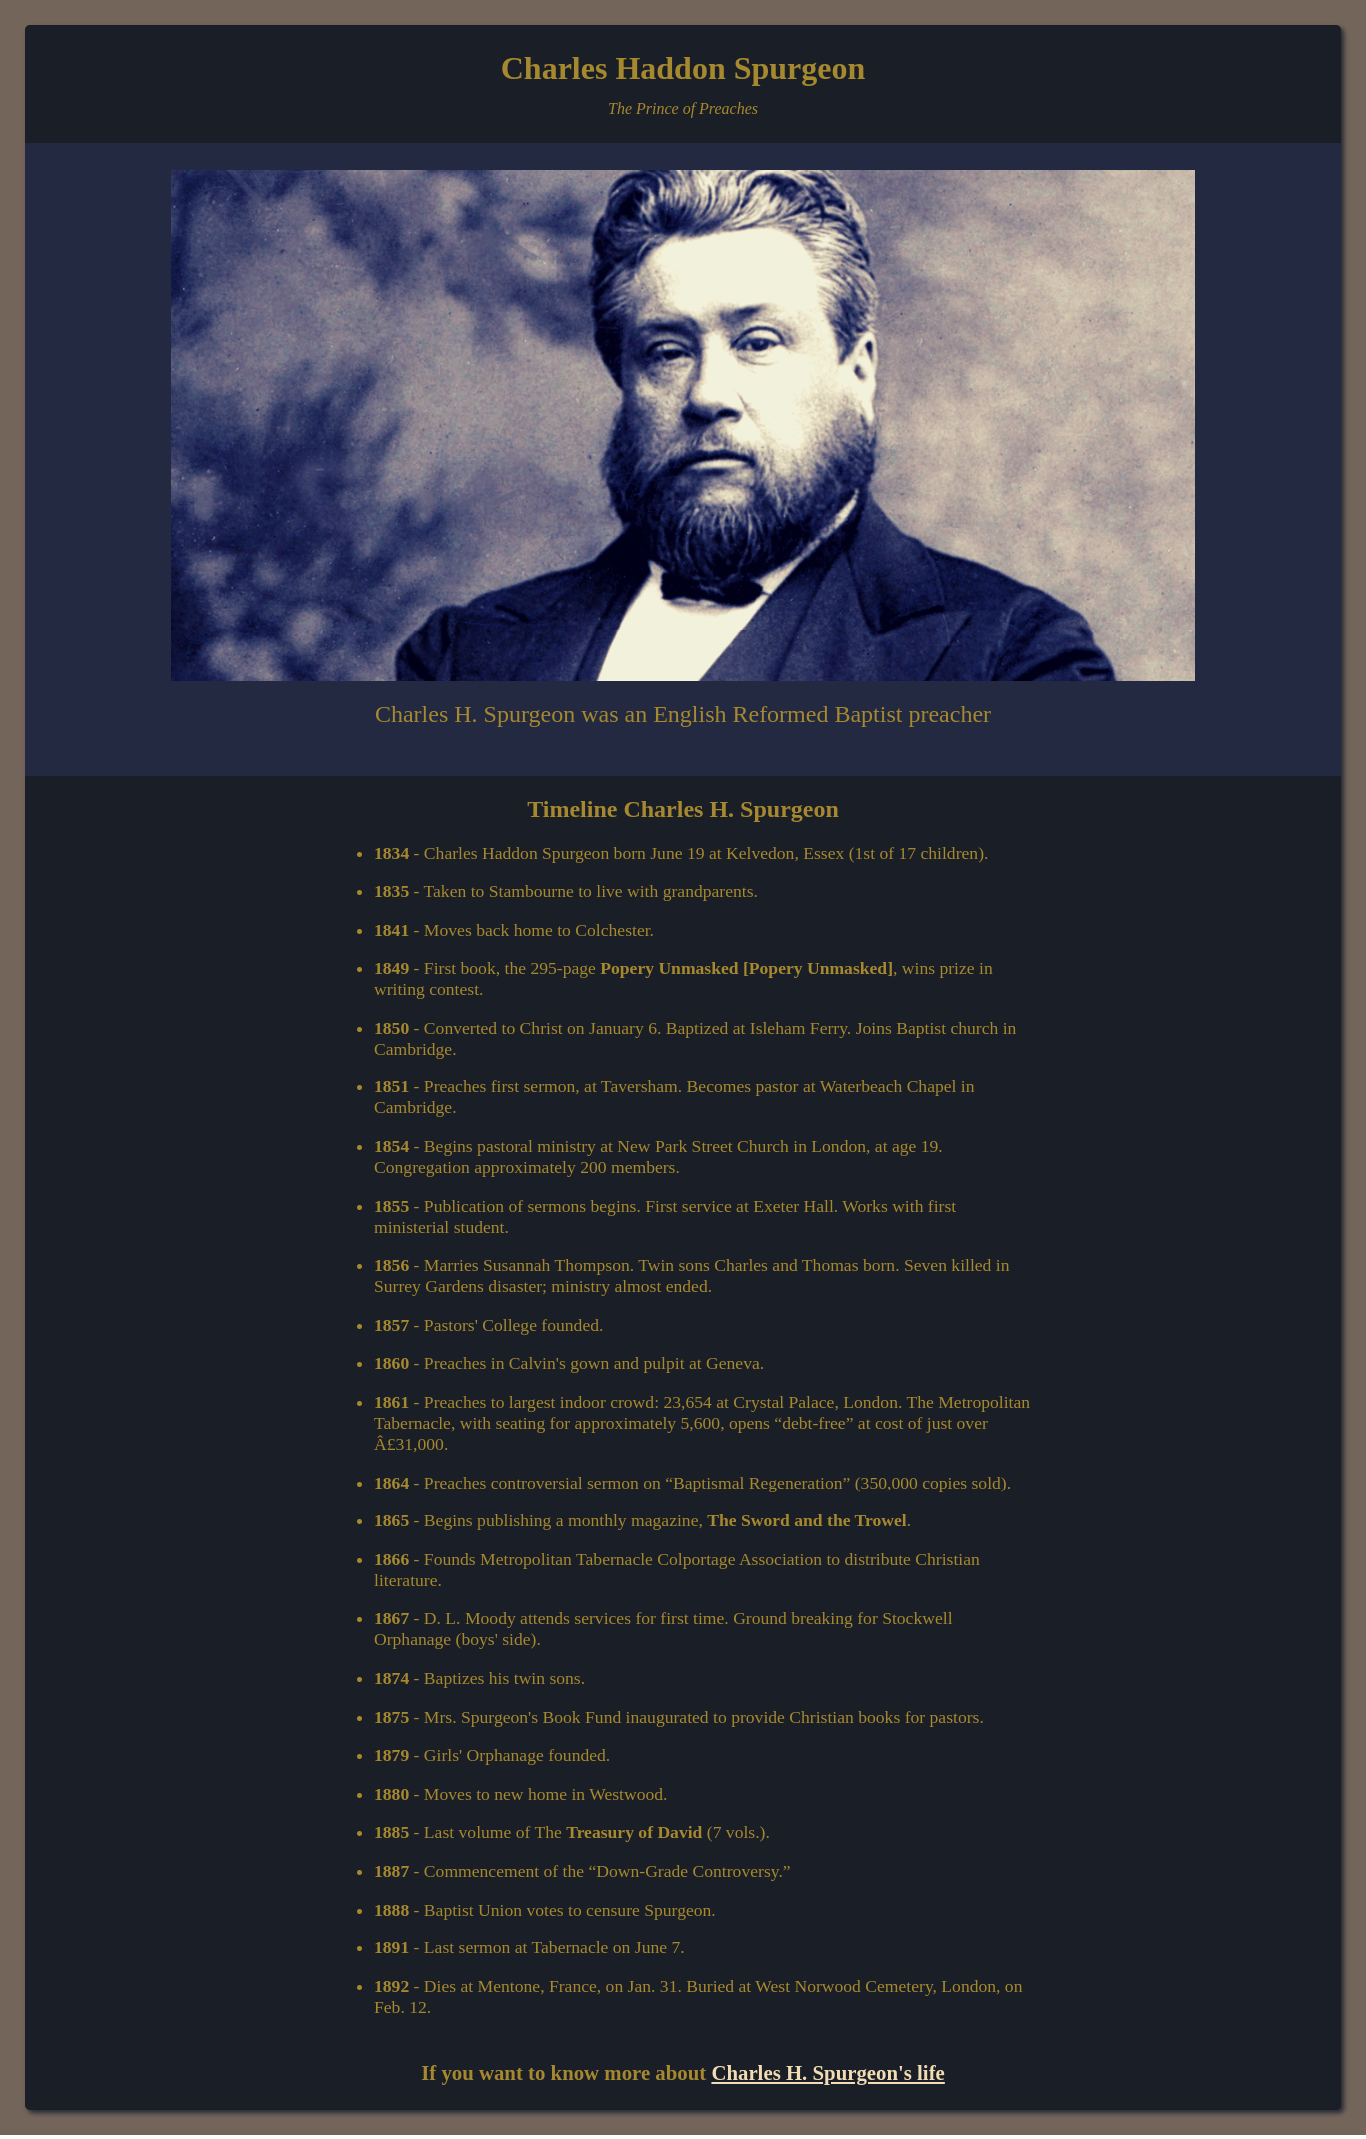 Charles Haddon Spurgeon
The Prince of Preaches
Charles H. Spurgeon was an English Reformed Baptist preacher
Timeline Charles H. Spurgeon
• 1834 - Charles Haddon Spurgeon born June 19 at Kelvedon, Essex (1st of 17 children).
• 1835 - Taken to Stambourne to live with grandparents.
• 1841 - Moves back home to Colchester.
• 1849 - First book, the 295-page Popery Unmasked [Popery Unmasked], wins prize in
writing contest.
• 1850 - Converted to Christ on January 6. Baptized at Isleham Ferry. Joins Baptist church in
Cambridge.
• 1851 - Preaches first sermon, at Taversham. Becomes pastor at Waterbeach Chapel in
Cambridge.
• 1854 - Begins pastoral ministry at New Park Street Church in London, at age 19.
Congregation approximately 200 members.
• 1855 - Publication of sermons begins. First service at Exeter Hall. Works with first
ministerial student.
• 1856 - Marries Susannah Thompson. Twin sons Charles and Thomas born. Seven killed in
Surrey Gardens disaster; ministry almost ended.
• 1857 - Pastors' College founded.
• 1860 - Preaches in Calvin's gown and pulpit at Geneva.
• 1861 - Preaches to largest indoor crowd: 23,654 at Crystal Palace, London. The Metropolitan
Tabernacle, with seating for approximately 5,600, opens “debt-free” at cost of just over
Â£31,000.
• 1864 - Preaches controversial sermon on “Baptismal Regeneration” (350,000 copies sold).
• 1865 - Begins publishing a monthly magazine, The Sword and the Trowel.
• 1866 - Founds Metropolitan Tabernacle Colportage Association to distribute Christian
literature.
• 1867 - D. L. Moody attends services for first time. Ground breaking for Stockwell
Orphanage (boys' side).
• 1874 - Baptizes his twin sons.
• 1875 - Mrs. Spurgeon's Book Fund inaugurated to provide Christian books for pastors.
• 1879 - Girls' Orphanage founded.
• 1880 - Moves to new home in Westwood.
• 1885 - Last volume of The Treasury of David (7 vols.).
• 1887 - Commencement of the “Down-Grade Controversy.”
• 1888 - Baptist Union votes to censure Spurgeon.
• 1891 - Last sermon at Tabernacle on June 7.
• 1892 - Dies at Mentone, France, on Jan. 31. Buried at West Norwood Cemetery, London, on
Feb. 12.
If you want to know more about Charles H. Spurgeon's life